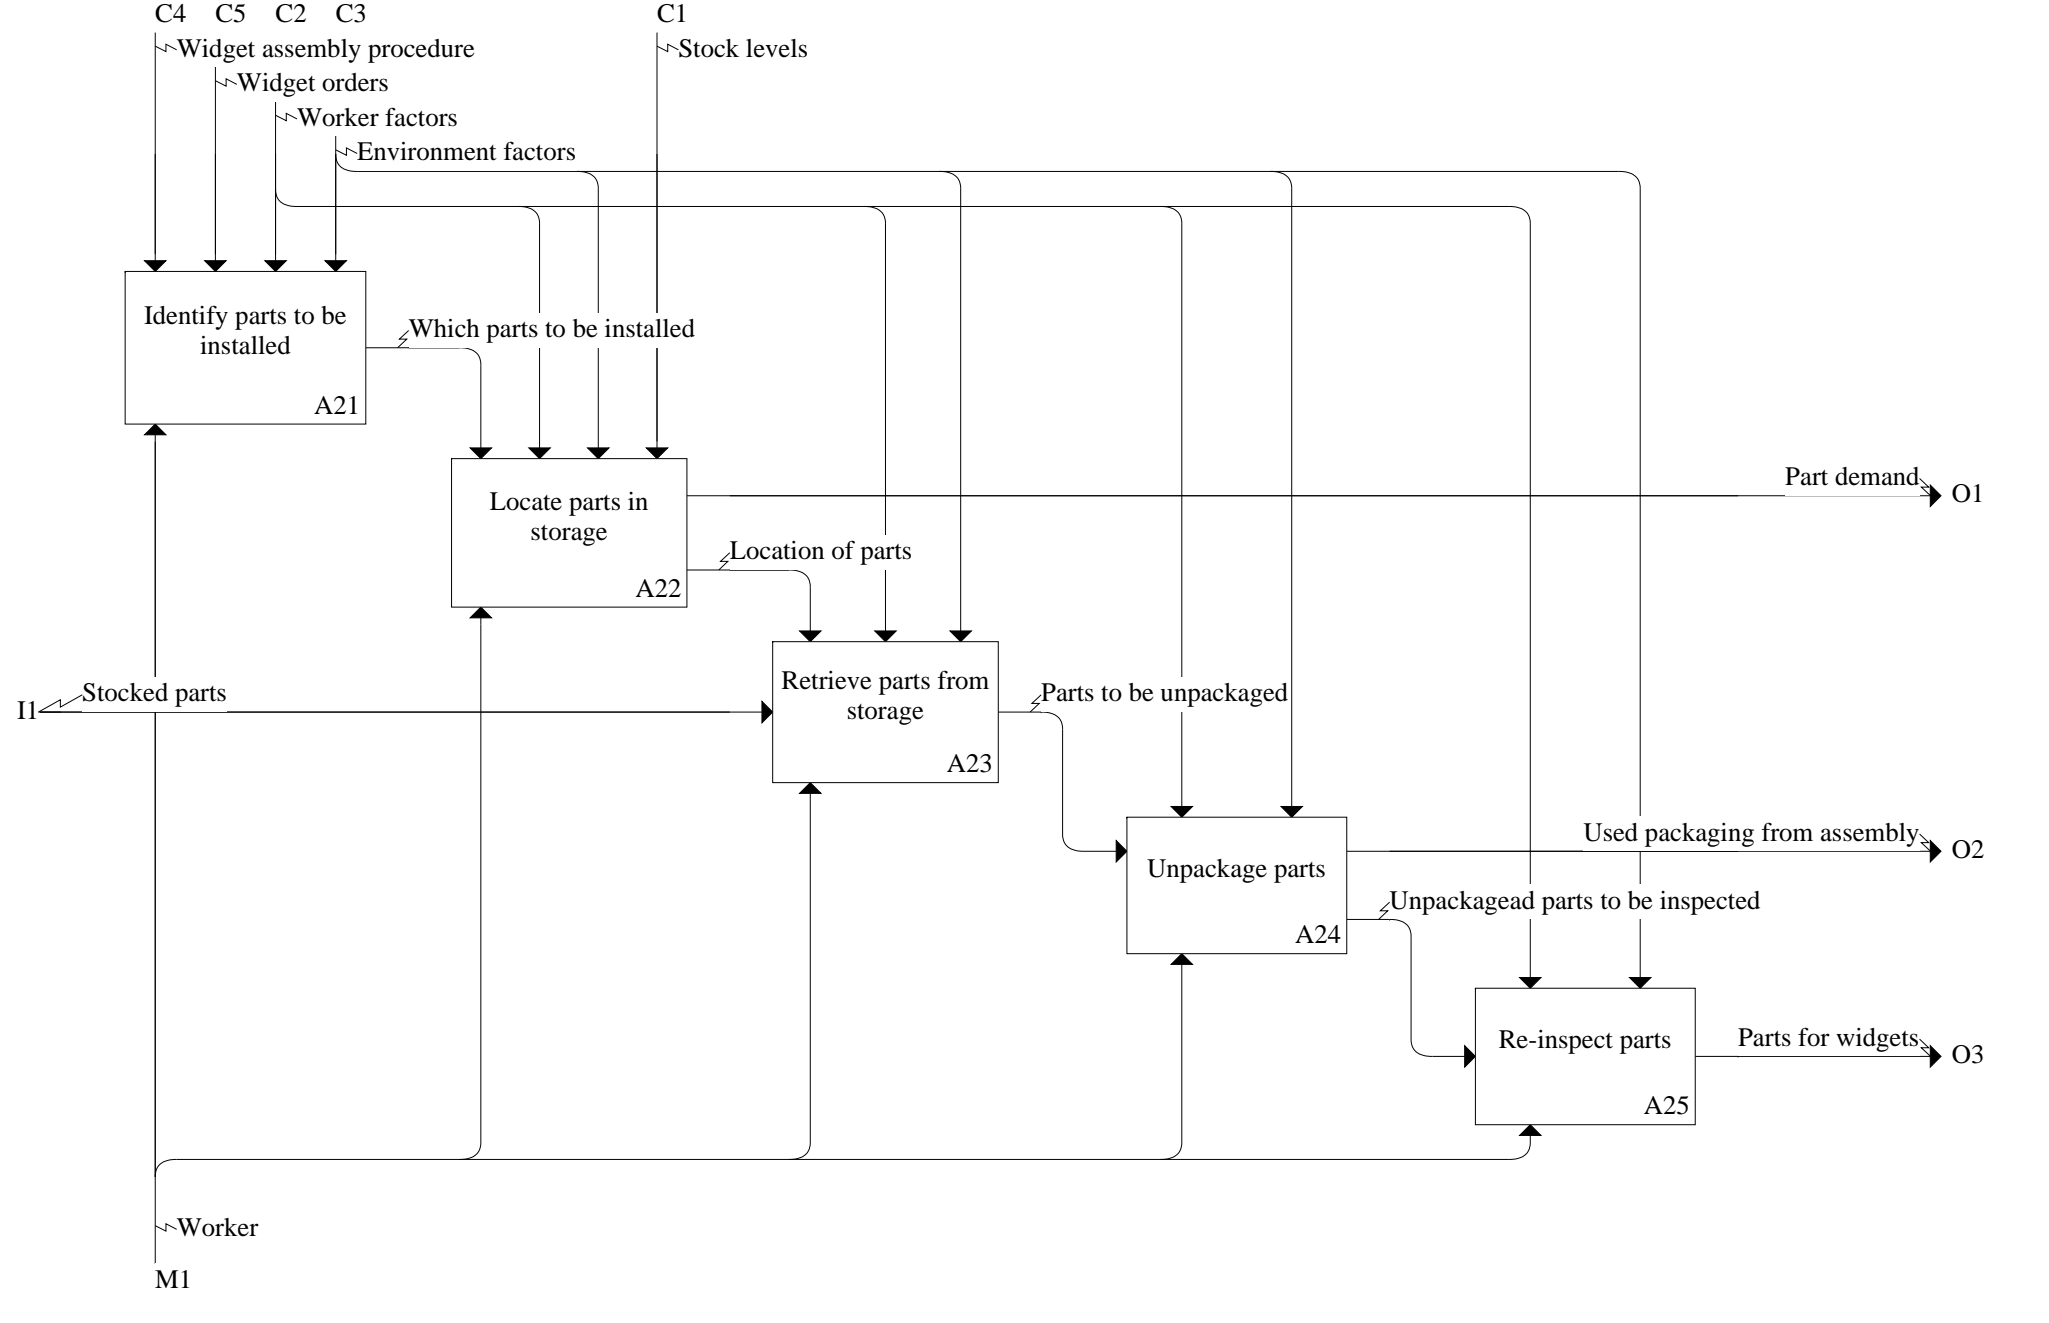 C4 C5 C2 C3 C1
Widget assembly procedure
Stock levels
Widget orders
Worker factors
Environment factors
Identify parts to be
installed
A21
Which parts to be installed
Locate parts in
storage
A22
Part demand
O1
Location of parts
Retrieve parts from
storage
A23
I1
Stocked parts
Parts to be unpackaged
Unpackage parts
A24
Used packaging from assembly
O2
Unpackagead parts to be inspected
Re-inspect parts
A25
Parts for widgets
O3
Worker
M1